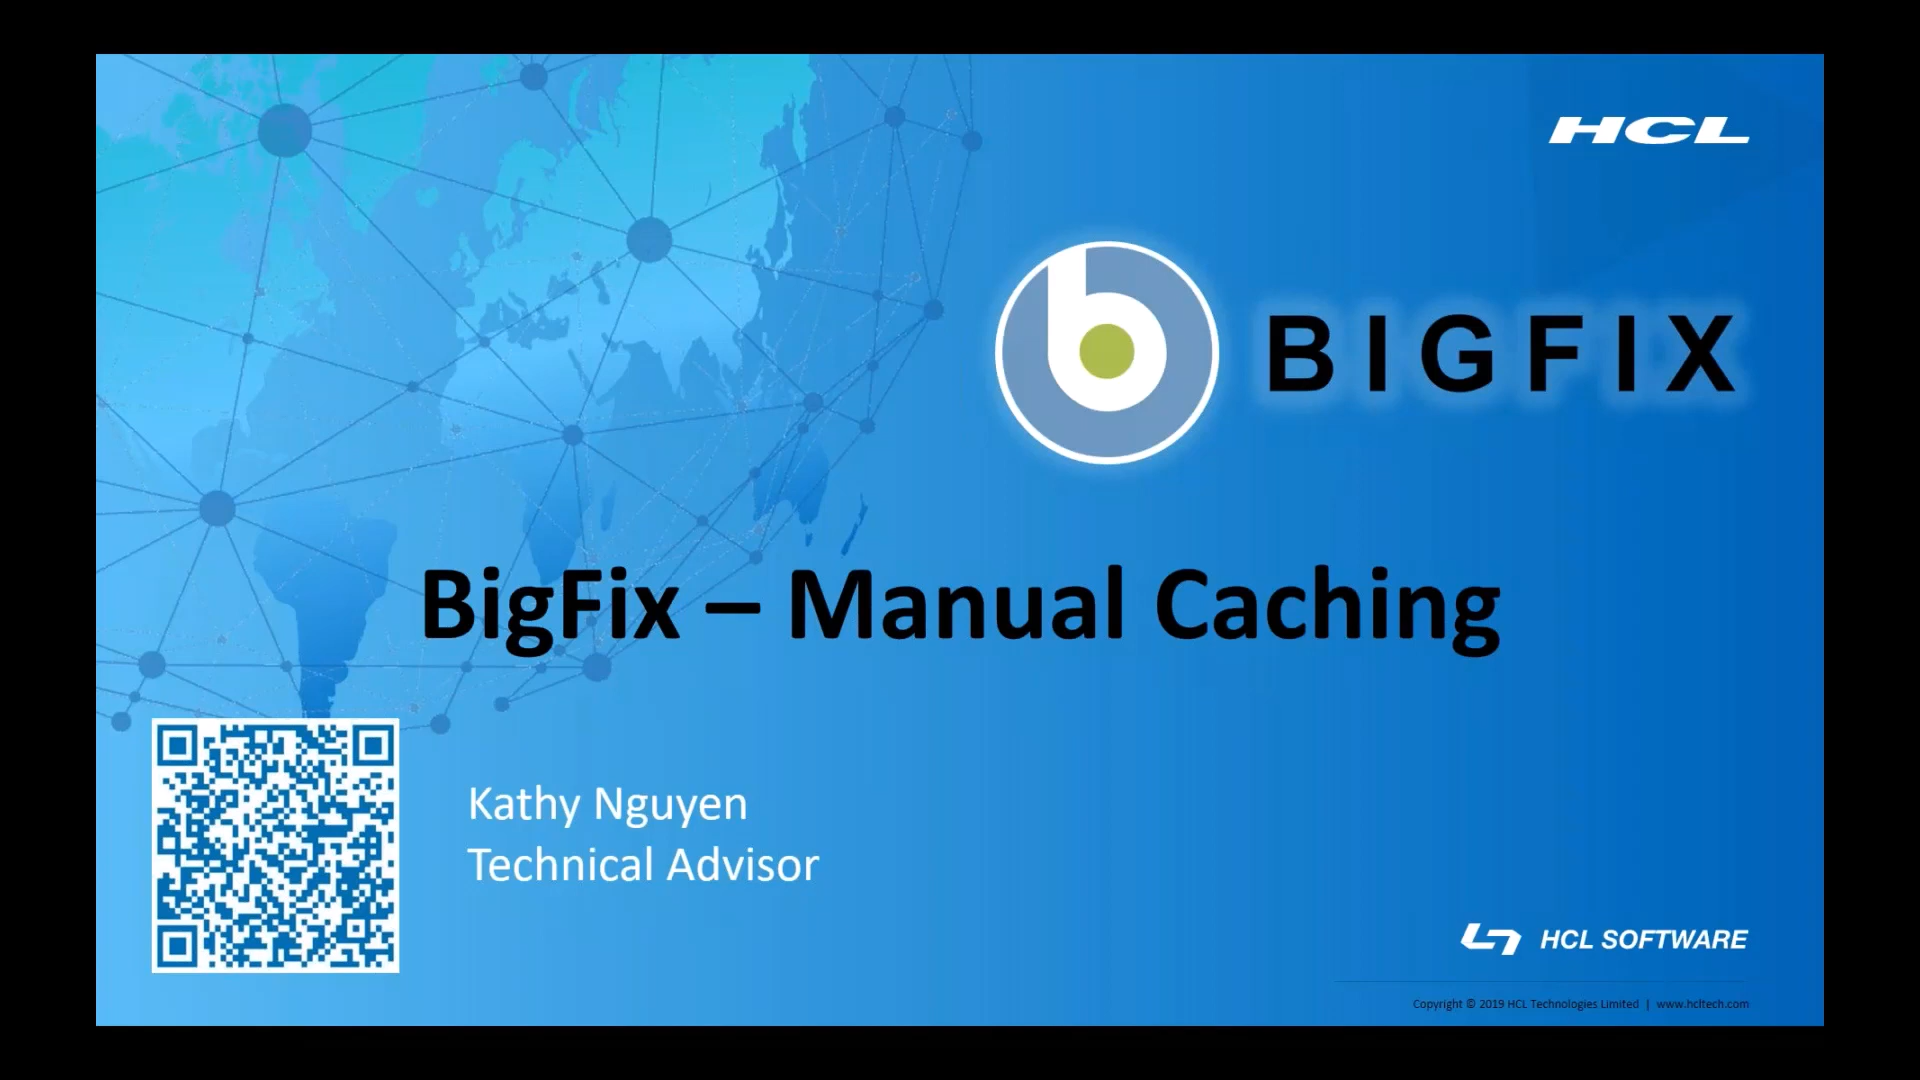 HCL
BIGFIX
BigFix – Manual Caching
Kathy Nguyen
Technical Advisor
HCL SOFTWARE
Copyright © 2019 HCL Technologies Limited | www.hcltech.com